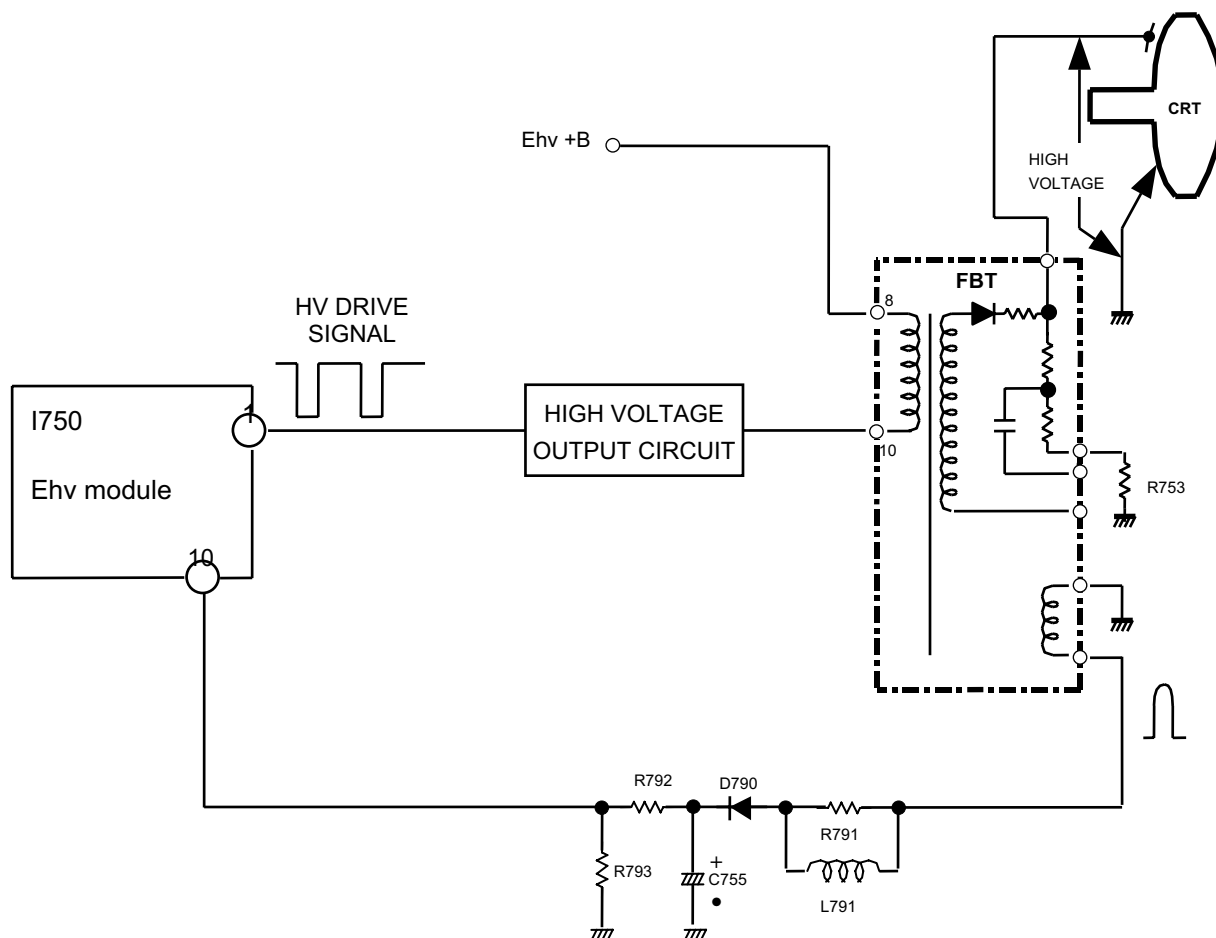 CRT
Ehv +B
HIGH
VOLTAGE
FBT
8
HV DRIVE
SIGNAL
I750
1
HIGH VOLTAGE
OUTPUT CIRCUIT
10
Ehv module
R753
10
R792
D790
R791
R793
+
C755
L791